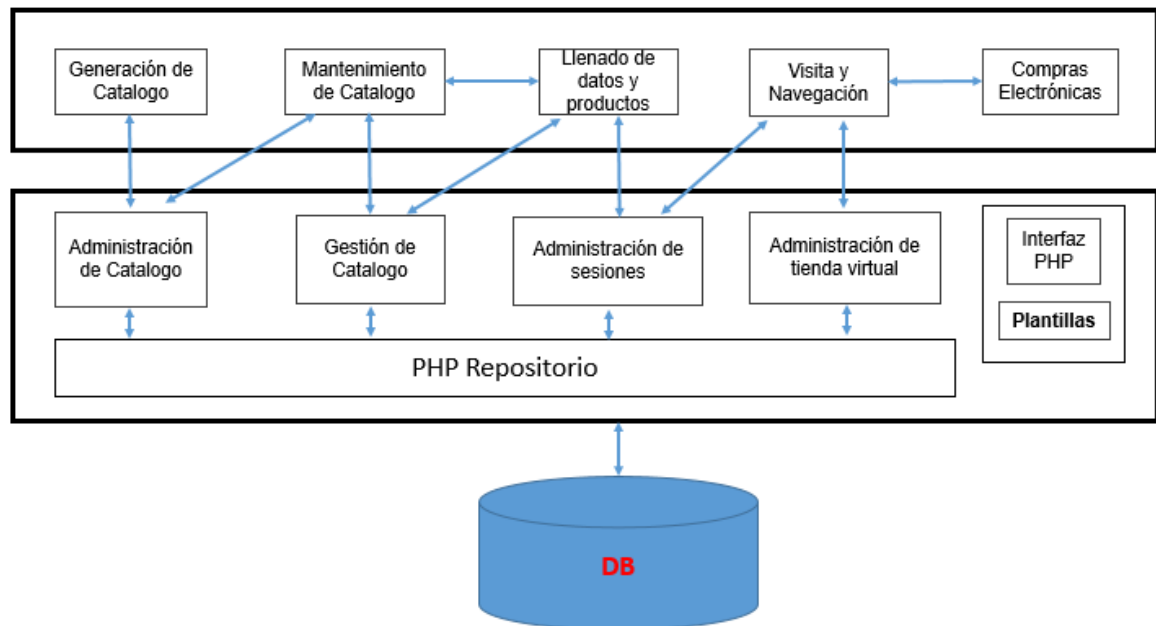 Generación de
Catalogo
Mantenimiento
de Catalogo
Llenado de
datos y
productos
Visita y
Navegación
Compras
Electrónicas
Administración
de Catalogo
Gestión de
Catalogo
Administración de
sesiones
Administración de
tienda virtual
Interfaz
PHP
Plantillas
PHP Repositorio
DB